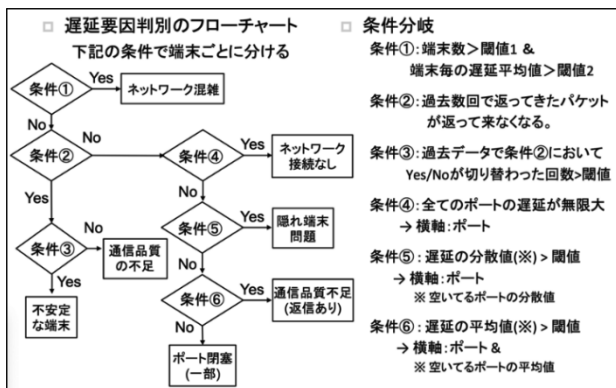 □ 遅延要因判別のフローチャート
下記の条件で端末ごとに分ける
条件①
Yes
ネットワーク混雑
No
条件②
No
条件④
Yes
ネットワーク
接続なし
Yes
No
条件③
No
通信品質
の不足
条件⑤
Yes
隠れ端末
問題
Yes
No
不安定
な端末
条件⑥
Yes
通信品質不足
(返信あり)
No
ポート閉塞
(一部)
□ 条件分岐
条件①:端末数>閾値1 &
端末毎の遅延平均値>閾値2
条件②:過去数回で返ってきたパケット
が返って来なくなる。
条件③:過去データで条件②において
Yes/Noが切り替わった回数>閾値
条件④:全てのポートの遅延が無限大
→ 横軸:ポート
条件⑤:遅延の分散値(※) > 閾値
→ 横軸:ポート
※ 空いてるポートの分散値
条件⑥:遅延の平均値(※) > 閾値
→ 横軸:ポート &
※ 空いてるポートの平均値